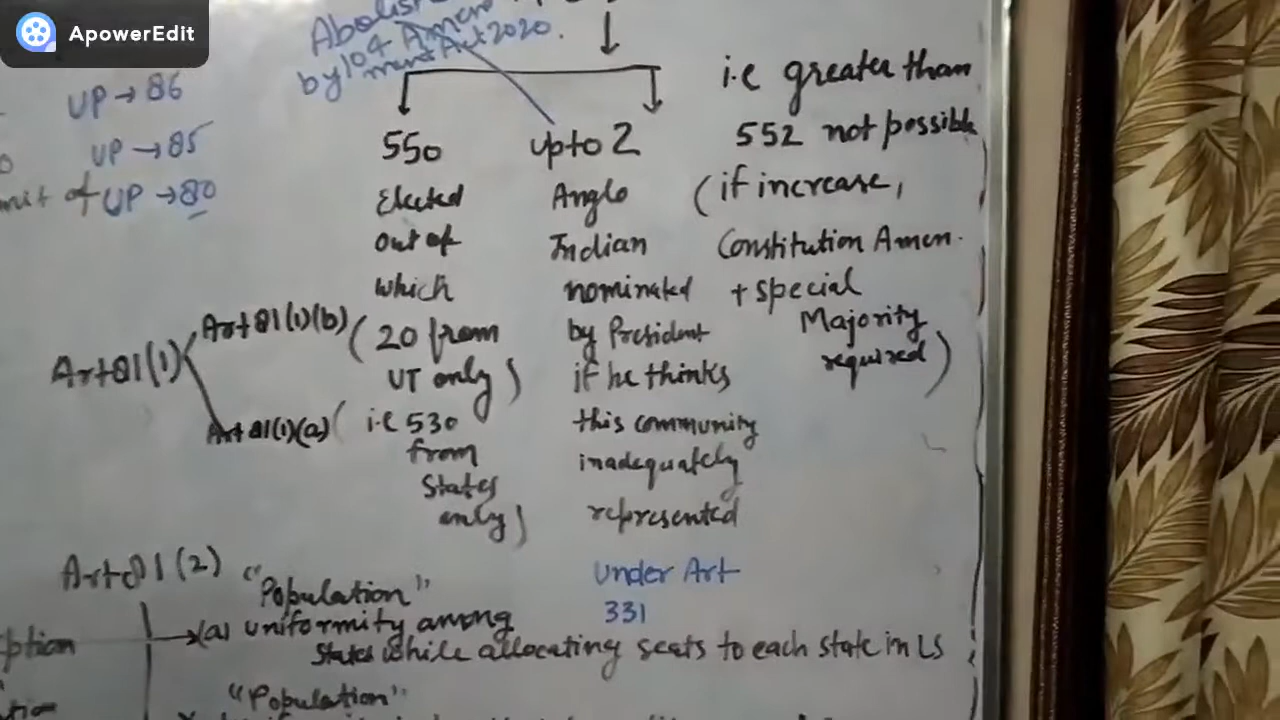 ApowerEdit
by 104 Amen
ment Act 2020.
UP → 86
UP → 85
mit of UP → 80
i.e greater than
552 not possible
(if increase,
Constitution Amen.
+ special
Majority
required)
550
Elected
out of
which
(20 from
UT only)
i.e 530
from
States
only)
upto 2
Anglo
Indian
nominated
by President
if he thinks
this community
inadequately
represented
Under Art
331
Art 81(1)
Art 81(1)(b)
Art 81(1)(a) (
Art 81(2)
"Population"
→ (a) uniformity among
States while allocating seats to each state in LS
ption
"Population"